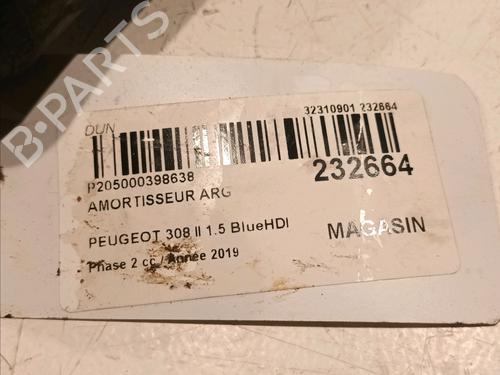 DUN
32310901 232664
P205000398638
232664
AMORTISSEUR ARG
PEUGEOT 308 II 1.5 BlueHDI
MAGASIN
Phase 2 cc / Année 2019
B-PARTS